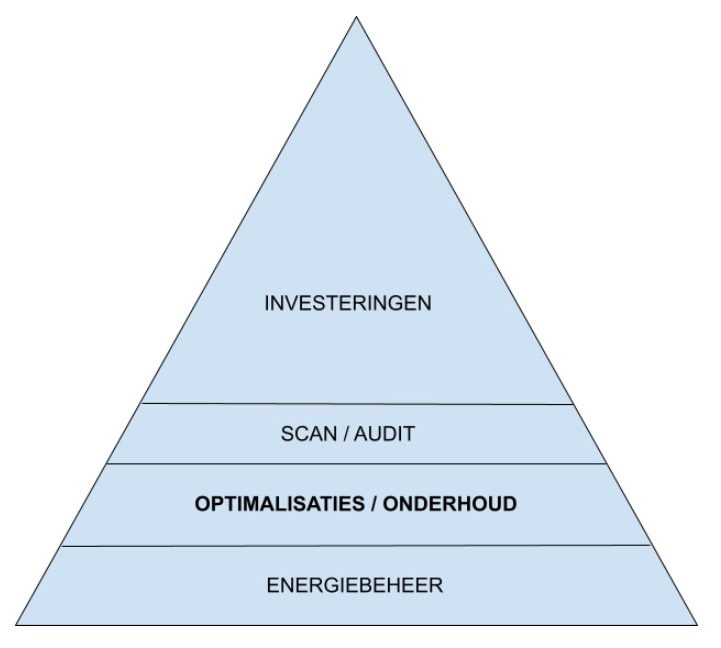 INVESTERINGEN
SCAN / AUDIT
OPTIMALISATIES / ONDERHOUD
ENERGIEBEHEER